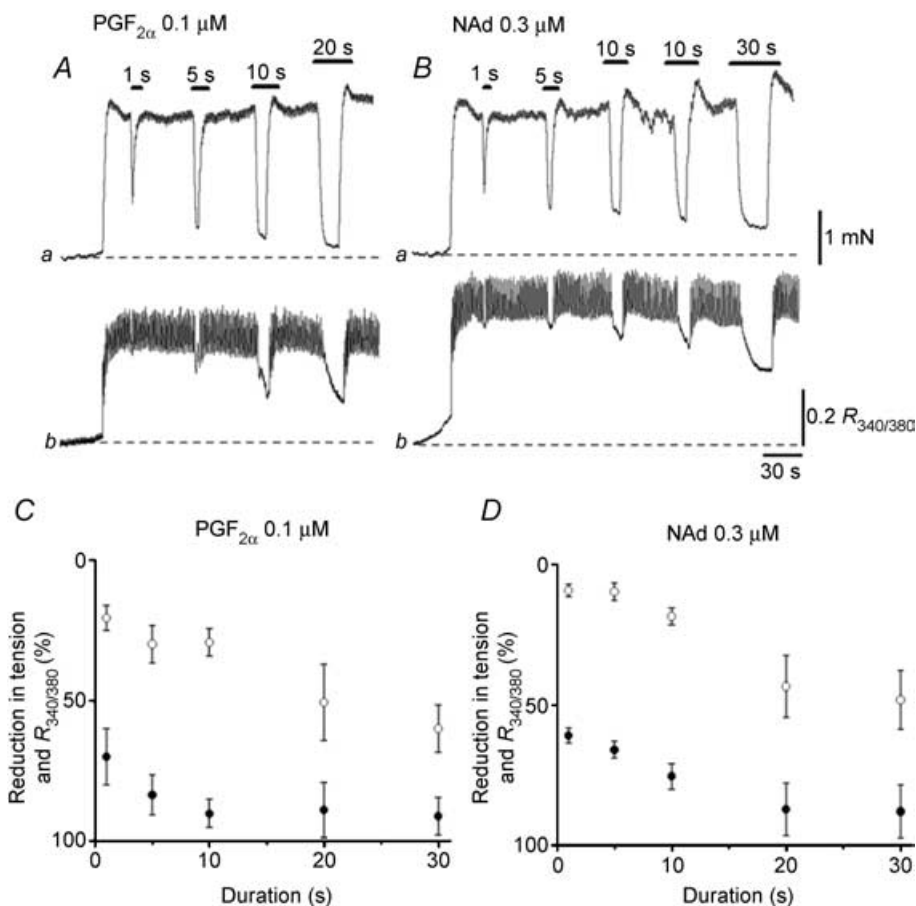 PGF2α 0.1 μM
NAd 0.3 μM
A
1 s
5 s
10 s
20 s
B
1 s
5 s
10 s
10 s
30 s
a
a
1 mN
b
b
0.2 R340/380
30 s
C
PGF2α 0.1 μM
D
NAd 0.3 μM
Reduction in tension
and R340/380 (%)
0
50
100
0
10
20
30
Duration (s)
Reduction in tension
and R340/380 (%)
0
50
100
0
10
20
30
Duration (s)